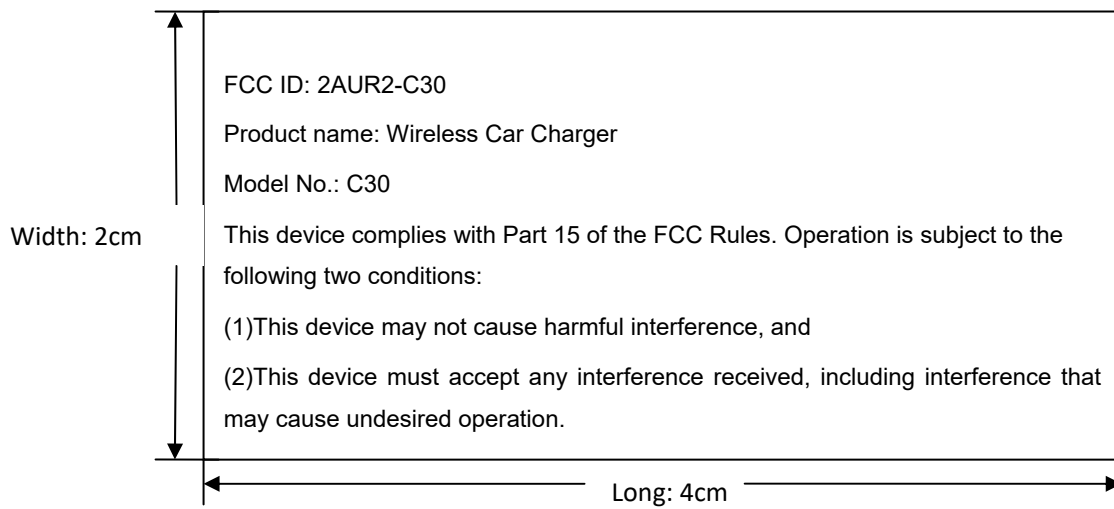 FCC ID: 2AUR2-C30
Product name: Wireless Car Charger
Model No.: C30
Width: 2cm
This device complies with Part 15 of the FCC Rules. Operation is subject to the
following two conditions:
(1)This device may not cause harmful interference, and
(2)This device must accept any interference received, including interference that
may cause undesired operation.
Long: 4cm